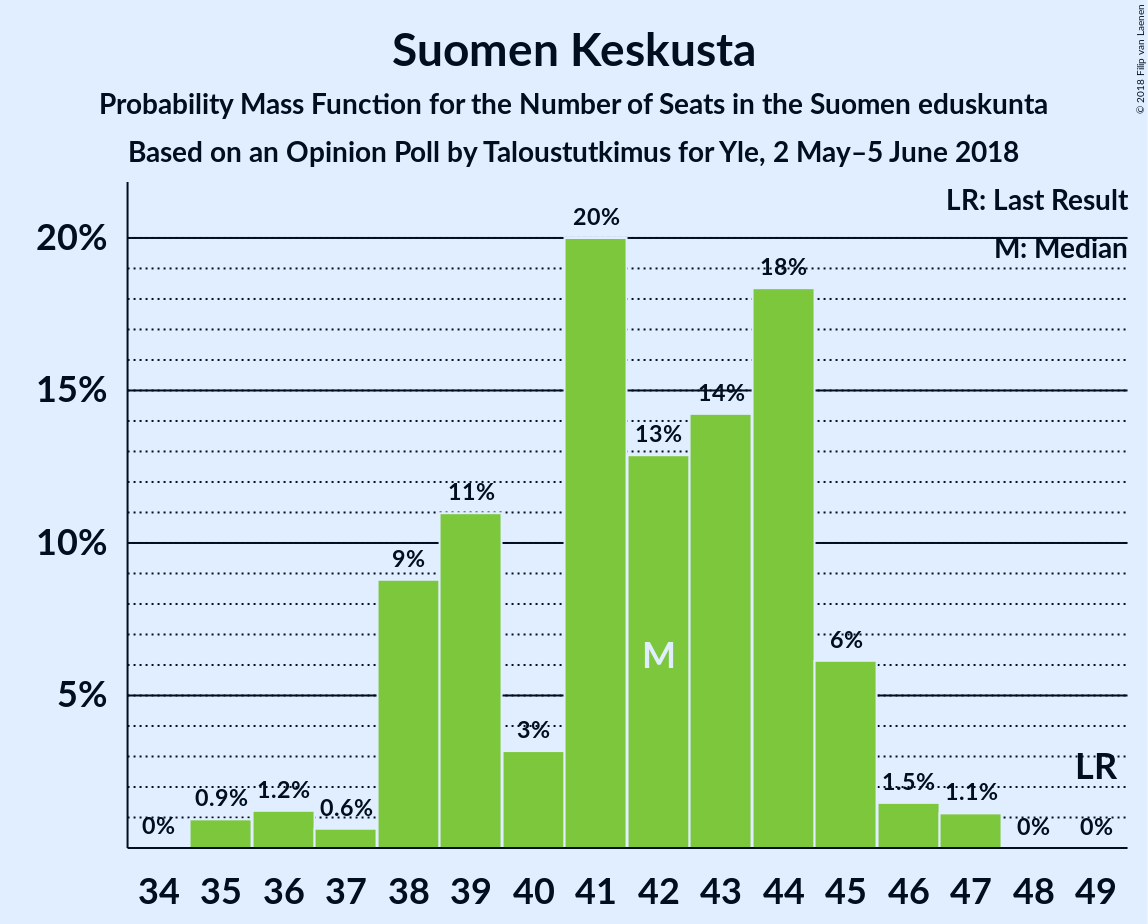 Suomen Keskusta
Probability Mass Function for the Number of Seats in the Suomen eduskunta
Based on an Opinion Poll by Taloustutkimus for Yle, 2 May–5 June 2018
© 2018 Filip van Laenen
LR: Last Result
M: Median
20%
15%
10%
5%
0%
0.9%
1.2%
0.6%
9%
11%
3%
20%
13%
14%
18%
6%
1.5%
1.1%
0%
0%
M
LR
34 35 36 37 38 39 40 41 42 43 44 45 46 47 48 49